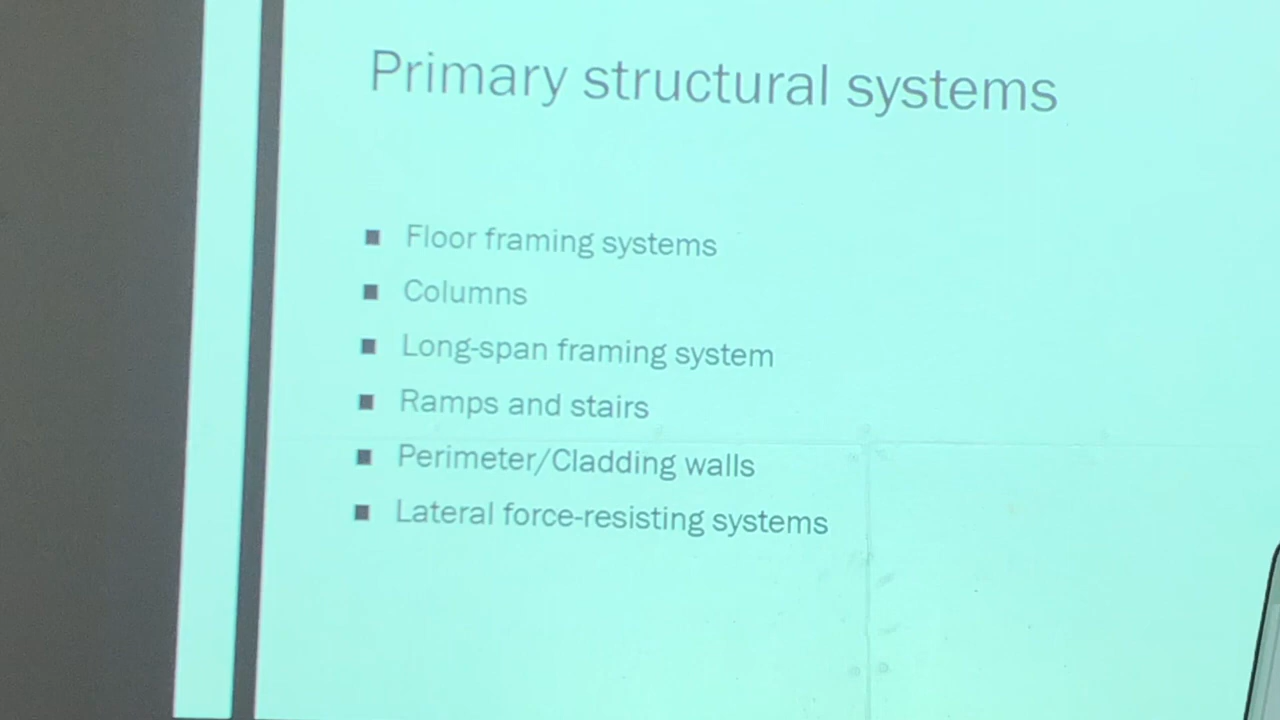 Primary structural systems
■ Floor framing systems
■ Columns
■ Long-span framing system
■ Ramps and stairs
■ Perimeter/Cladding walls
■ Lateral force-resisting systems